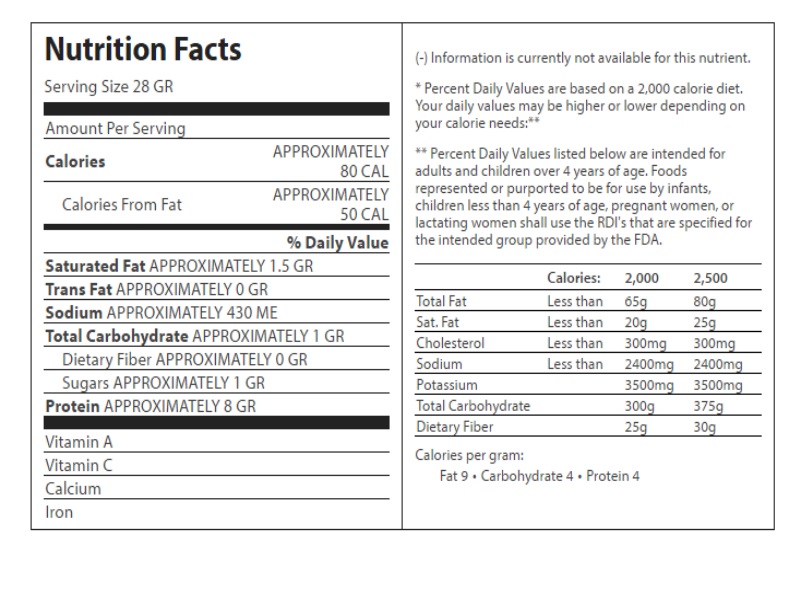 Nutrition Facts
Serving Size 28 GR
Amount Per Serving
Calories APPROXIMATELY
80 CAL
Calories From Fat APPROXIMATELY
50 CAL
% Daily Value
Saturated Fat APPROXIMATELY 1.5 GR
Trans Fat APPROXIMATELY 0 GR
Sodium APPROXIMATELY 430 ME
Total Carbohydrate APPROXIMATELY 1 GR
Dietary Fiber APPROXIMATELY 0 GR
Sugars APPROXIMATELY 1 GR
Protein APPROXIMATELY 8 GR
Vitamin A
Vitamin C
Calcium
Iron
(-) Information is currently not available for this nutrient.
* Percent Daily Values are based on a 2,000 calorie diet.
Your daily values may be higher or lower depending on
your calorie needs:**
** Percent Daily Values listed below are intended for
adults and children over 4 years of age. Foods
represented or purported to be for use by infants,
children less than 4 years of age, pregnant women, or
lactating women shall use the RDI's that are specified for
the intended group provided by the FDA.
Calories: 2,000 2,500
Total Fat Less than 65g 80g
Sat. Fat Less than 20g 25g
Cholesterol Less than 300mg 300mg
Sodium Less than 2400mg 2400mg
Potassium 3500mg 3500mg
Total Carbohydrate 300g 375g
Dietary Fiber 25g 30g
Calories per gram:
Fat 9 • Carbohydrate 4 • Protein 4